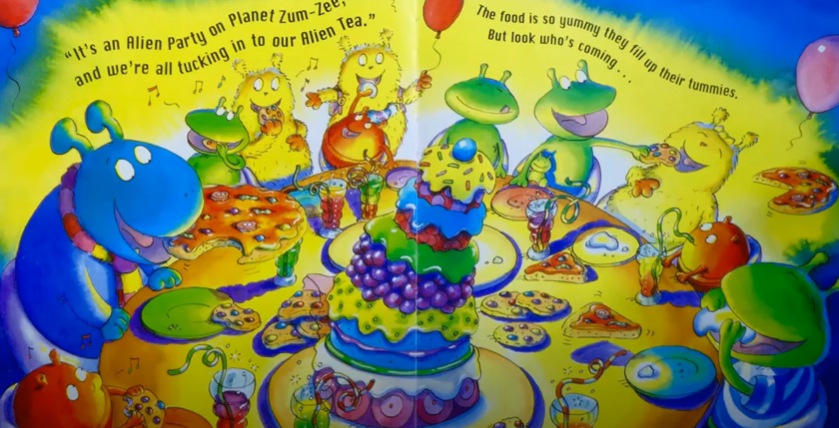 "It's an Alien Party on Planet Zum-Zee,
and we're all tucking in to our Alien Tea."
The food is so yummy they fill up their tummies.
But look who's coming . . .